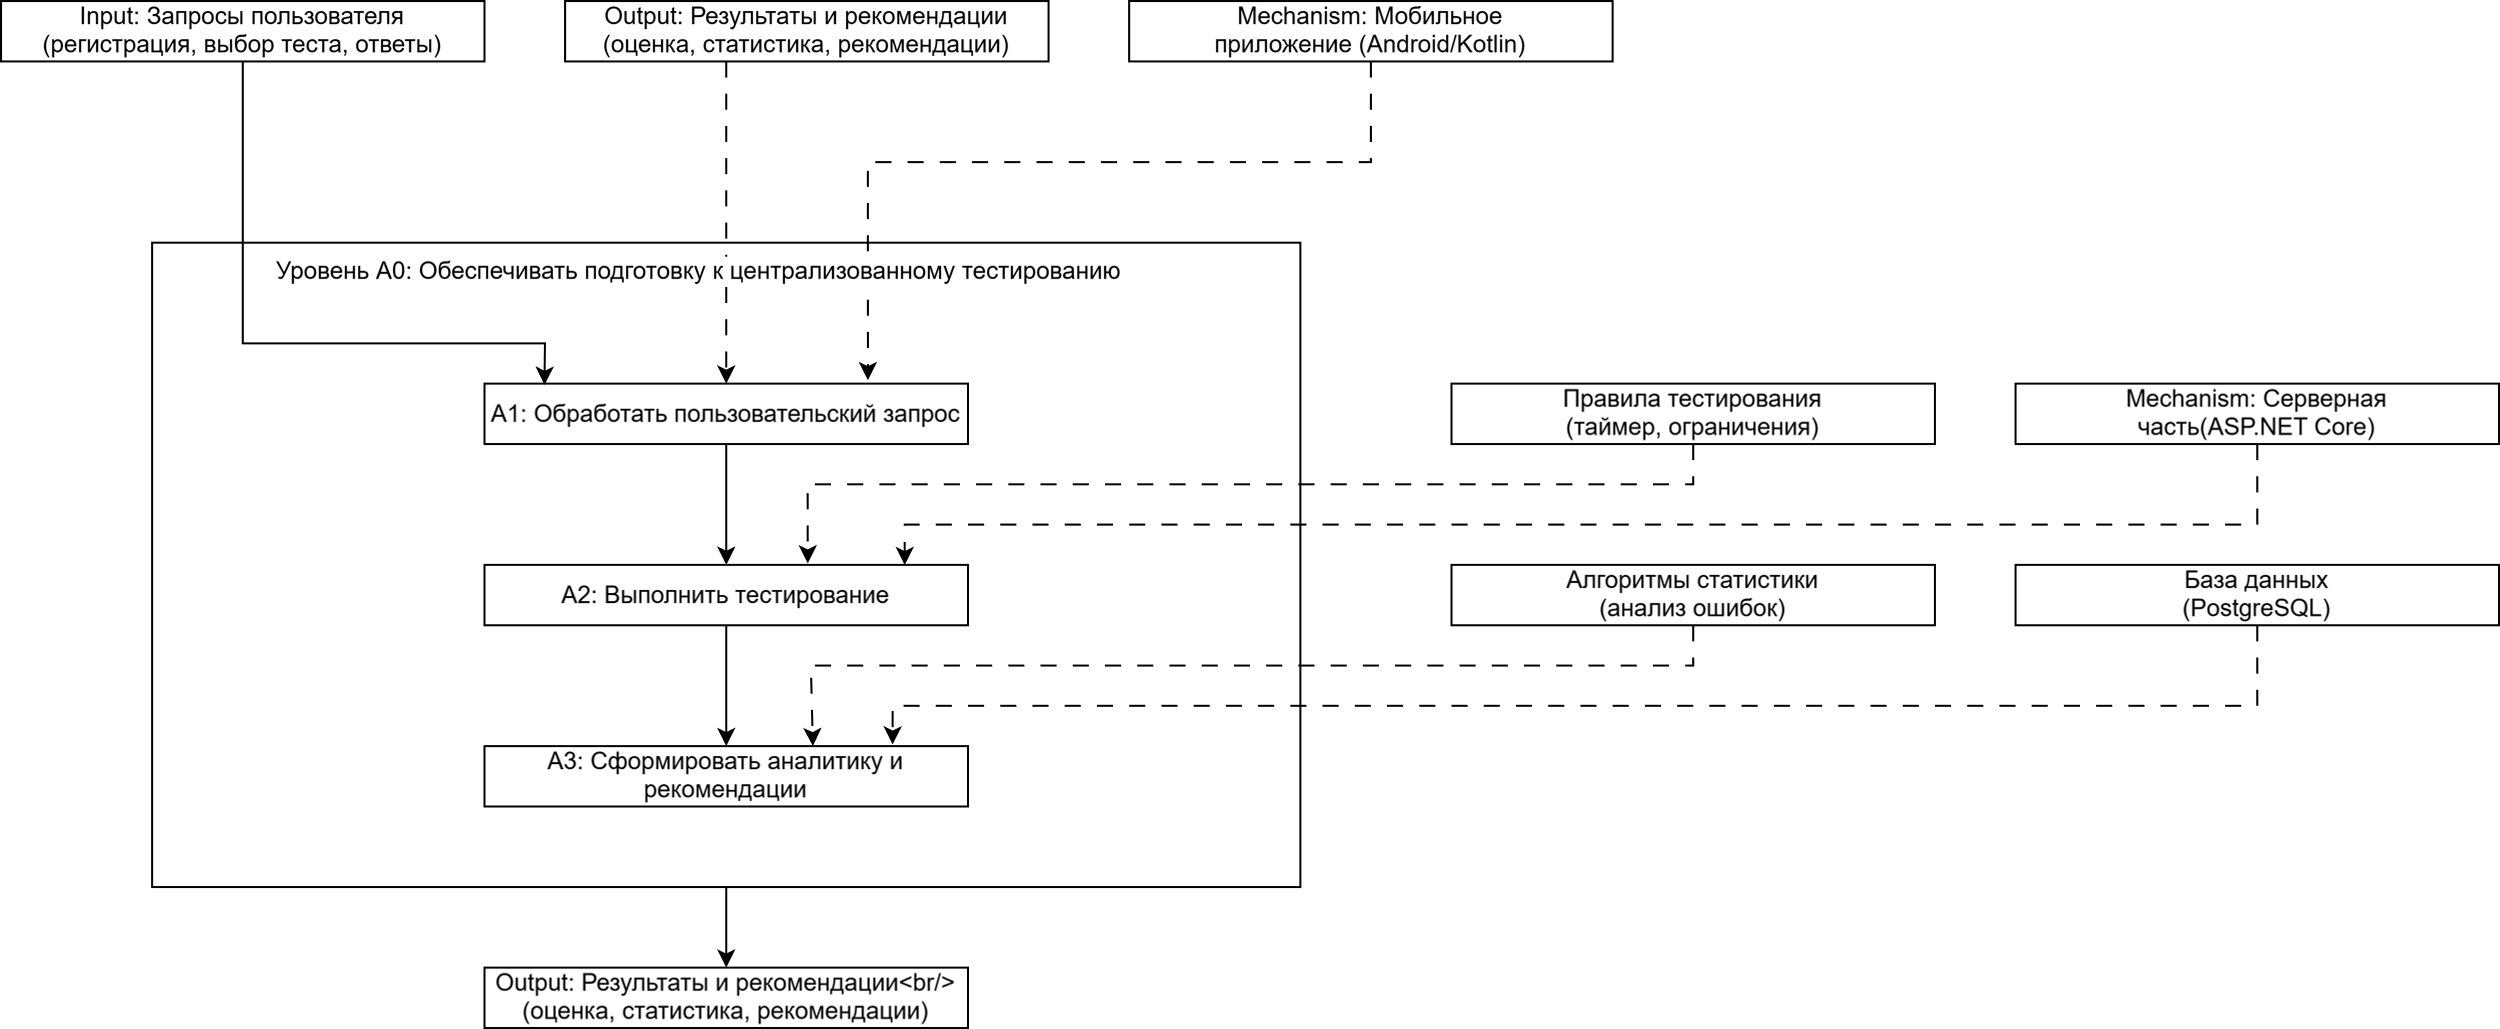 Input: Запросы пользователя
(регистрация, выбор теста, ответы)
Output: Результаты и рекомендации
(оценка, статистика, рекомендации)
Mechanism: Мобильное
приложение (Android/Kotlin)
Уровень A0: Обеспечивать подготовку к централизованному тестированию
A1: Обработать пользовательский запрос
Правила тестирования
(таймер, ограничения)
Mechanism: Серверная
часть(ASP.NET Core)
A2: Выполнить тестирование
Алгоритмы статистики
(анализ ошибок)
База данных
(PostgreSQL)
A3: Сформировать аналитику и
рекомендации
Output: Результаты и рекомендации<br/>
(оценка, статистика, рекомендации)